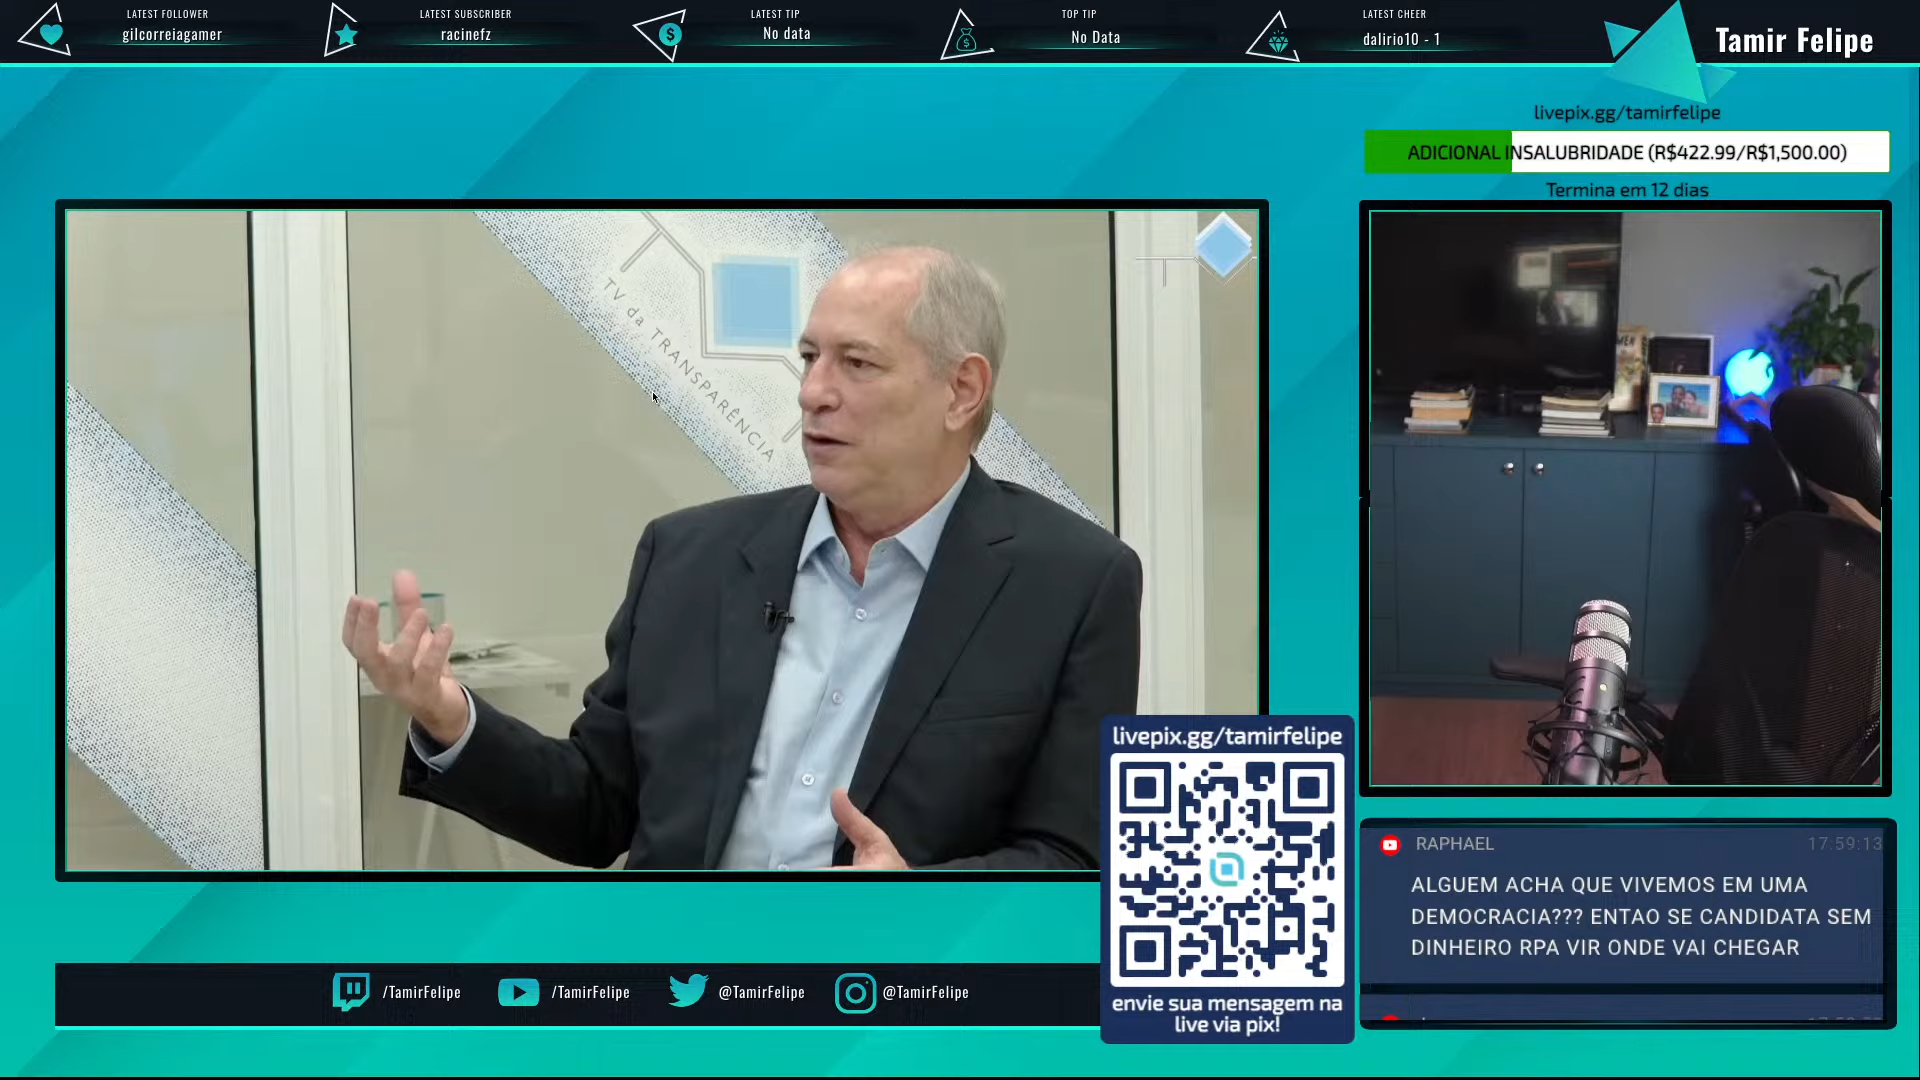 LATEST FOLLOWER
gilcorreiagamer
LATEST SUBSCRIBER
racinefz
LATEST TIP
No data
TOP TIP
No Data
LATEST CHEER
dalirio10 - 1
Tamir Felipe
livepix.gg/tamirfelipe
ADICIONAL INSALUBRIDADE (R$422.99/R$1,500.00)
Termina em 12 dias
TV da TRANSPARÊNCIA
livepix.gg/tamirfelipe
envie sua mensagem na
live via pix!
RAPHAEL
17:59:13
ALGUEM ACHA QUE VIVEMOS EM UMA
DEMOCRACIA??? ENTAO SE CANDIDATA SEM
DINHEIRO RPA VIR ONDE VAI CHEGAR
/TamirFelipe
/TamirFelipe
@TamirFelipe
@TamirFelipe